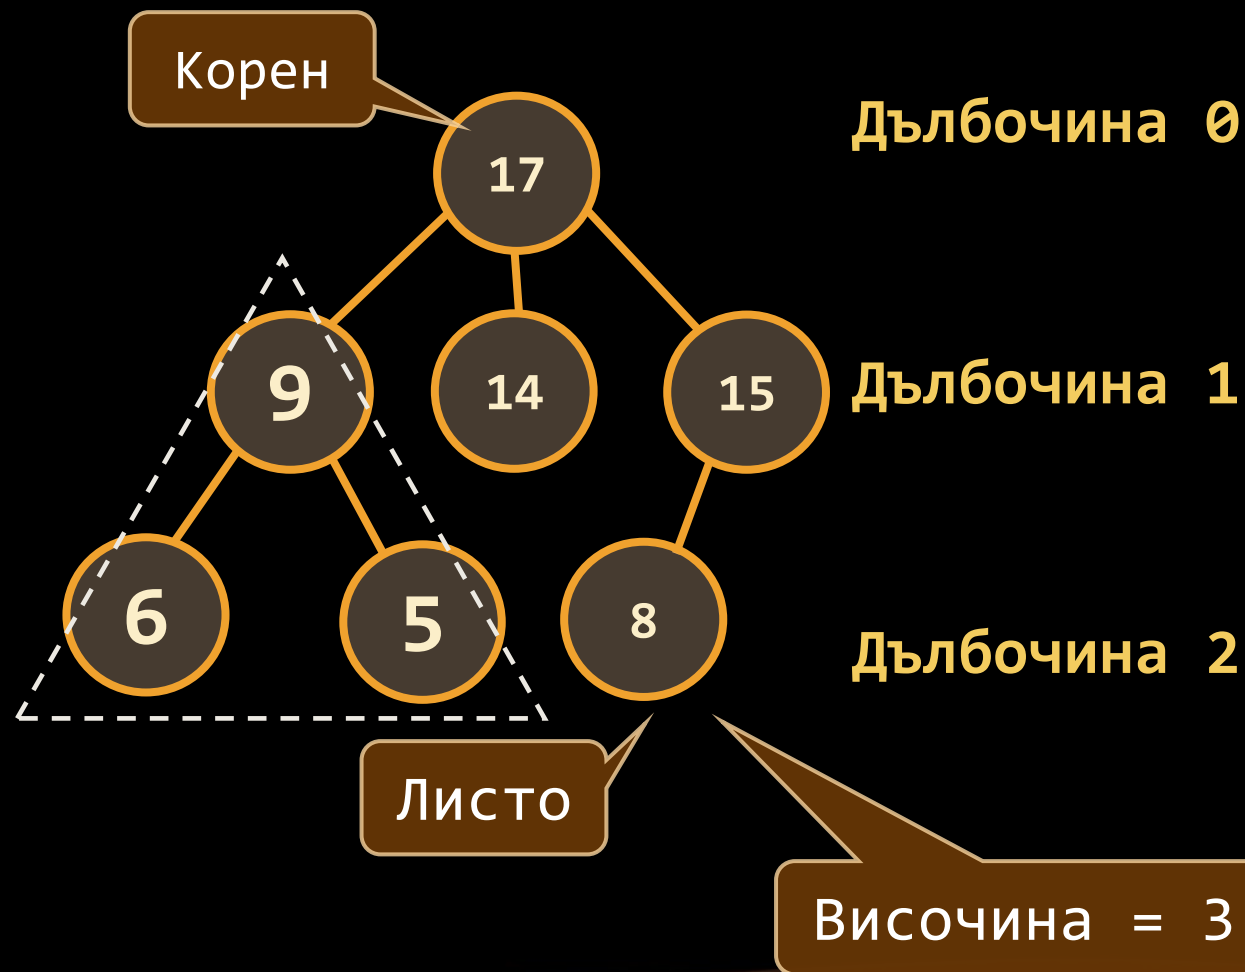 Корен
17
Дълбочина 0
9
14
15
Дълбочина 1
6
5
8
Дълбочина 2
Листо
Височина = 3